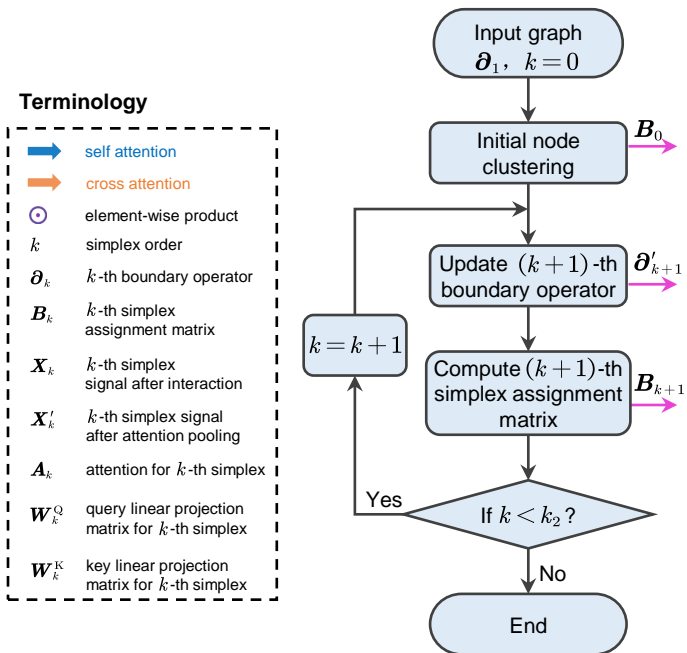 Terminology
self attention
cross attention
⊙ element-wise product
k simplex order
∂_k k-th boundary operator
B_k k-th simplex
assignment matrix
X_k k-th simplex
signal after interaction
X'_k k-th simplex signal
after attention pooling
A_k attention for k-th simplex
W_k^Q query linear projection
matrix for k-th simplex
W_k^K key linear projection
matrix for k-th simplex
Input graph
∂_1, k = 0
Initial node
clustering
B_0
Update (k+1)-th
boundary operator
∂'_{k+1}
k = k+1
Compute (k+1)-th
simplex assignment
matrix
B_{k+1}
Yes
If k < k_2 ?
No
End